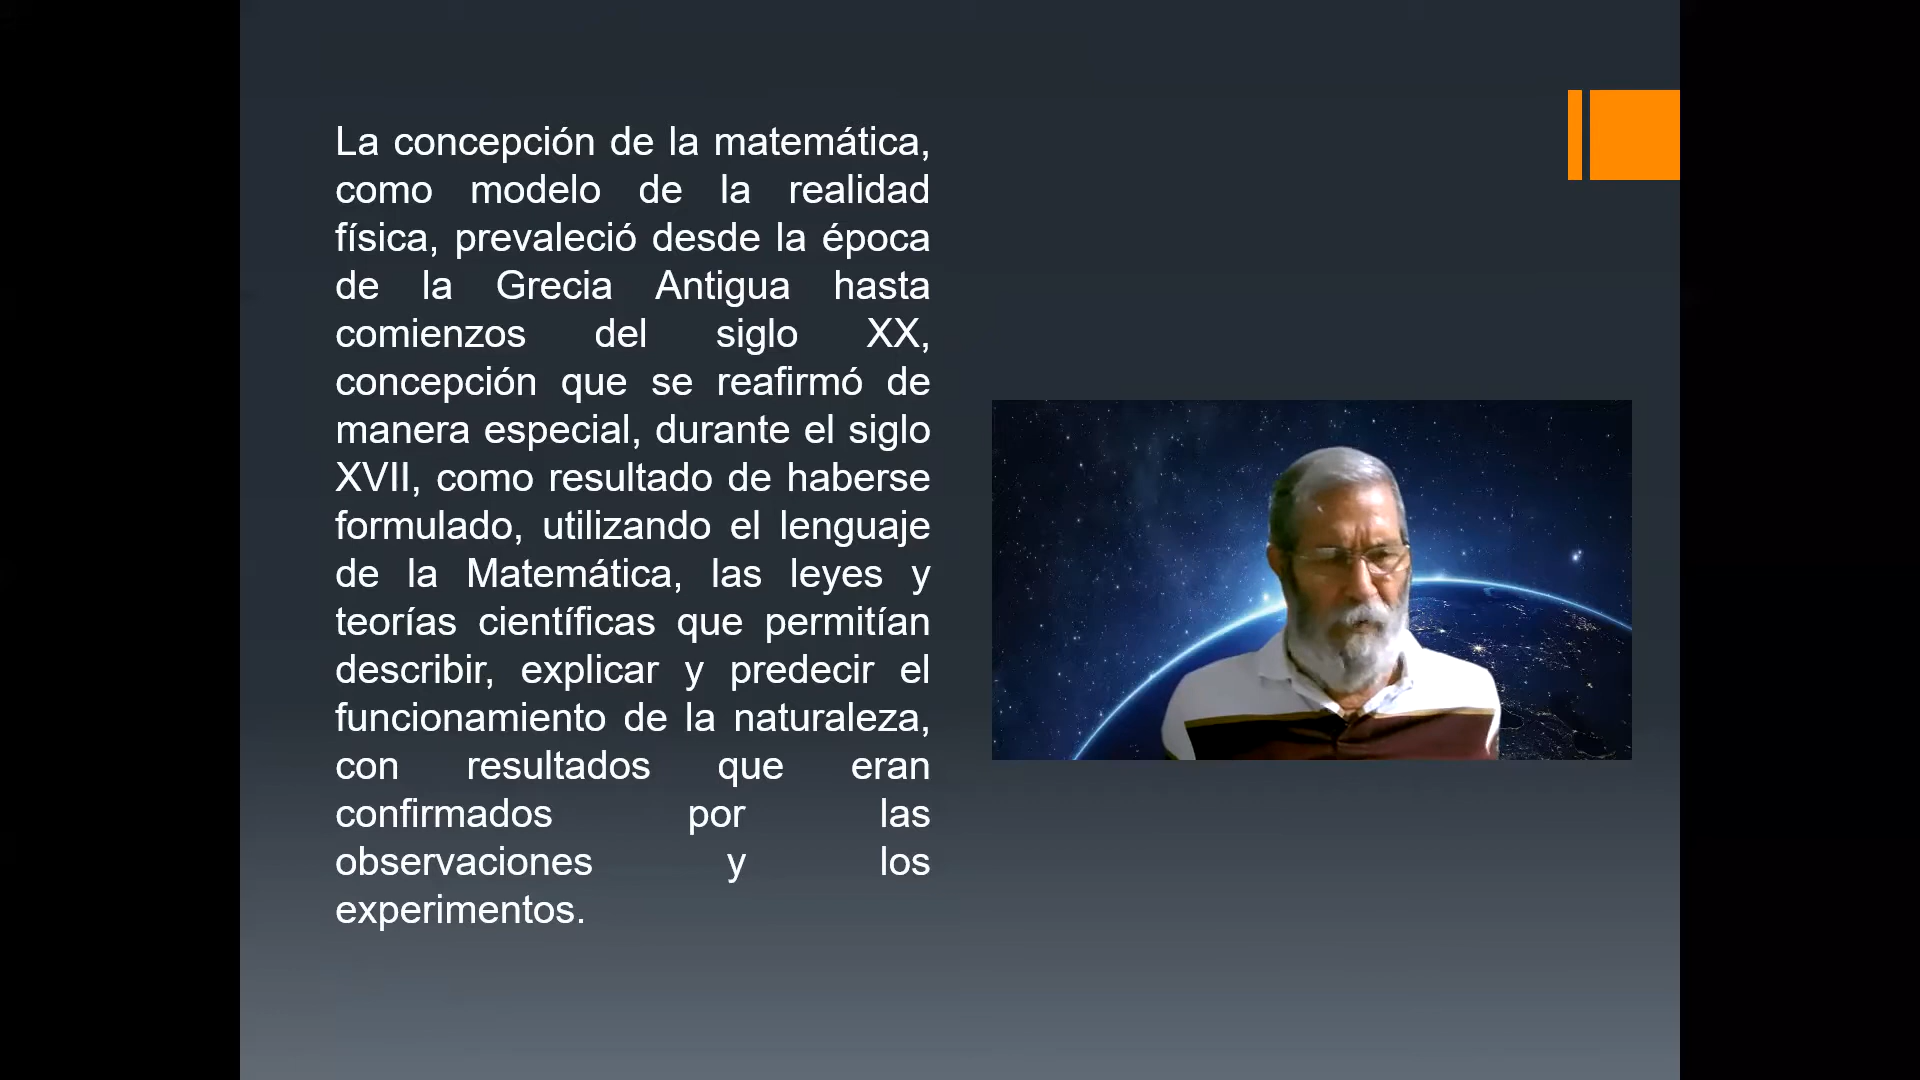 La concepción de la matemática,
como modelo de la realidad
física, prevaleció desde la época
de la Grecia Antigua hasta
comienzos del siglo XX,
concepción que se reafirmó de
manera especial, durante el siglo
XVII, como resultado de haberse
formulado, utilizando el lenguaje
de la Matemática, las leyes y
teorías científicas que permitían
describir, explicar y predecir el
funcionamiento de la naturaleza,
con resultados que eran
confirmados por las
observaciones y los
experimentos.